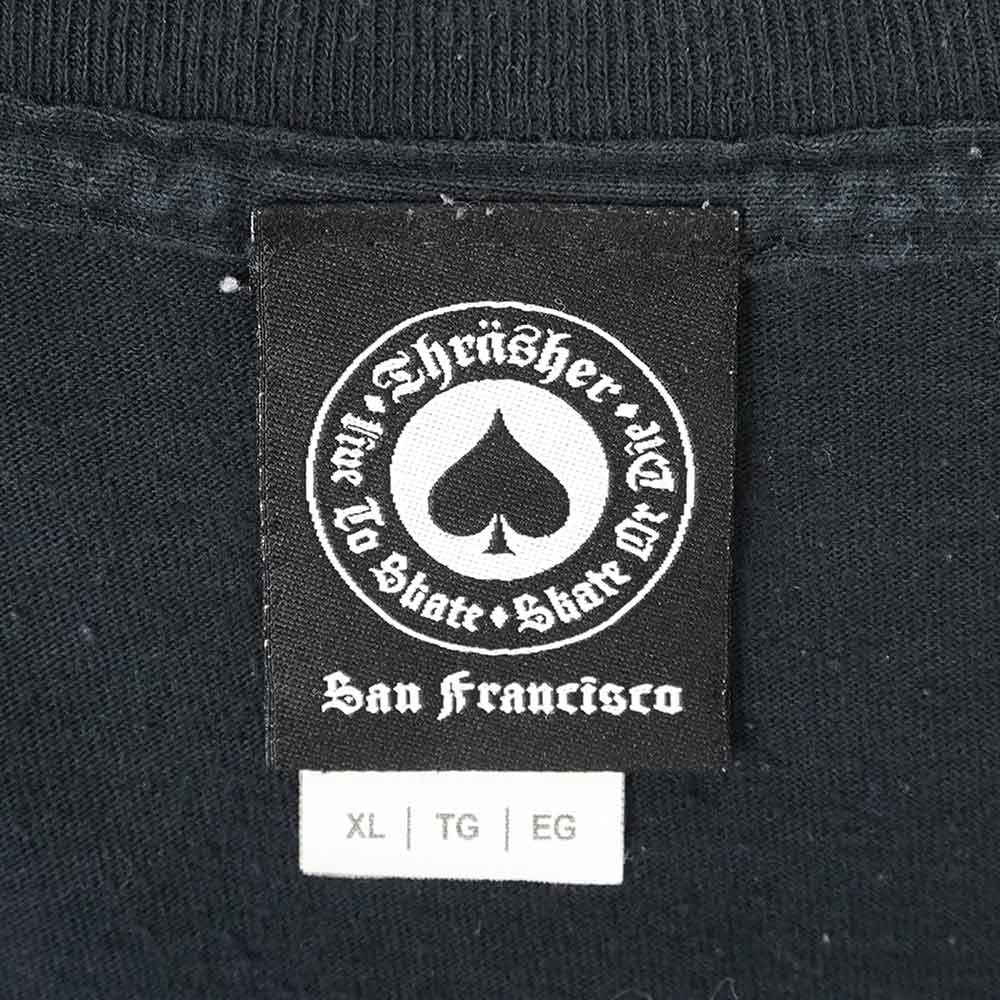 Thräsher
Live To Skate ♦ Skate Or Die
San Francisco
XL | TG | EG